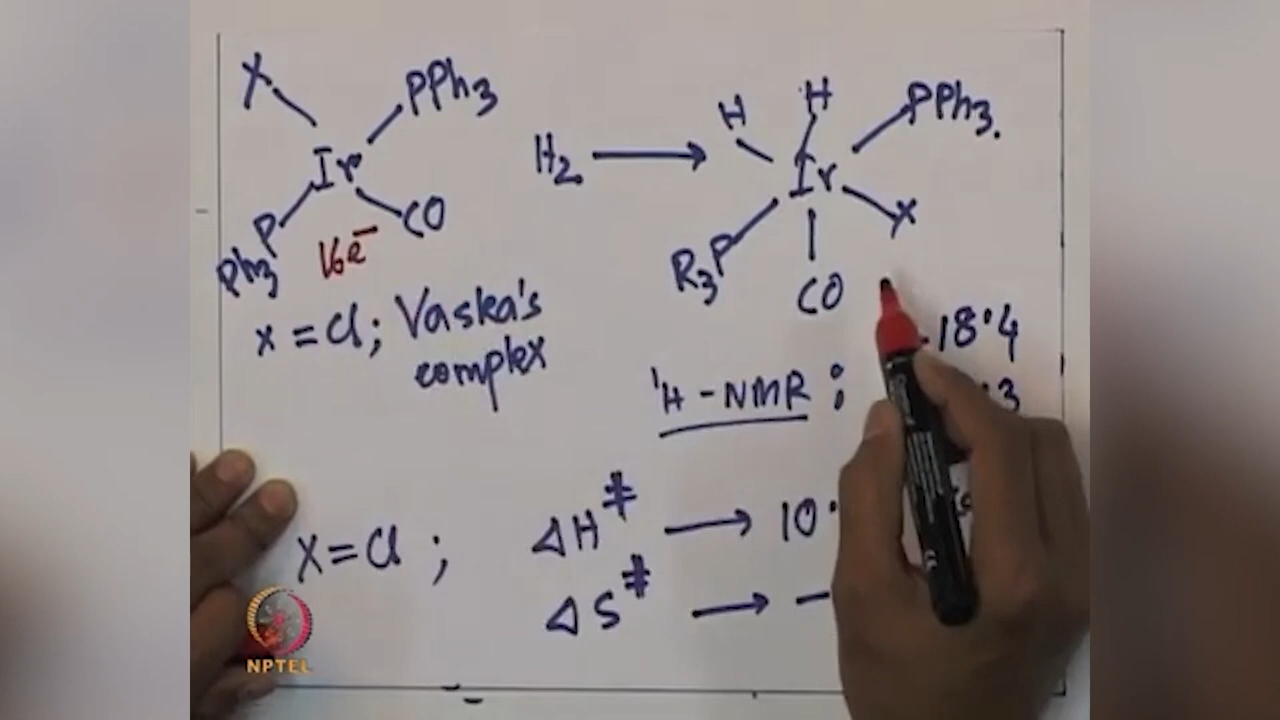 X
PPh3
Ir
Ph3P
CO
16e-
H2 ⟶
H
H
PPh3.
Ir
R3P
X
CO
x = Cl; Vaska's
complex
1H-NMR :
-18.4
.3
X = Cl ; ΔH‡ ⟶ 10.
ΔS‡ ⟶ -
NPTEL